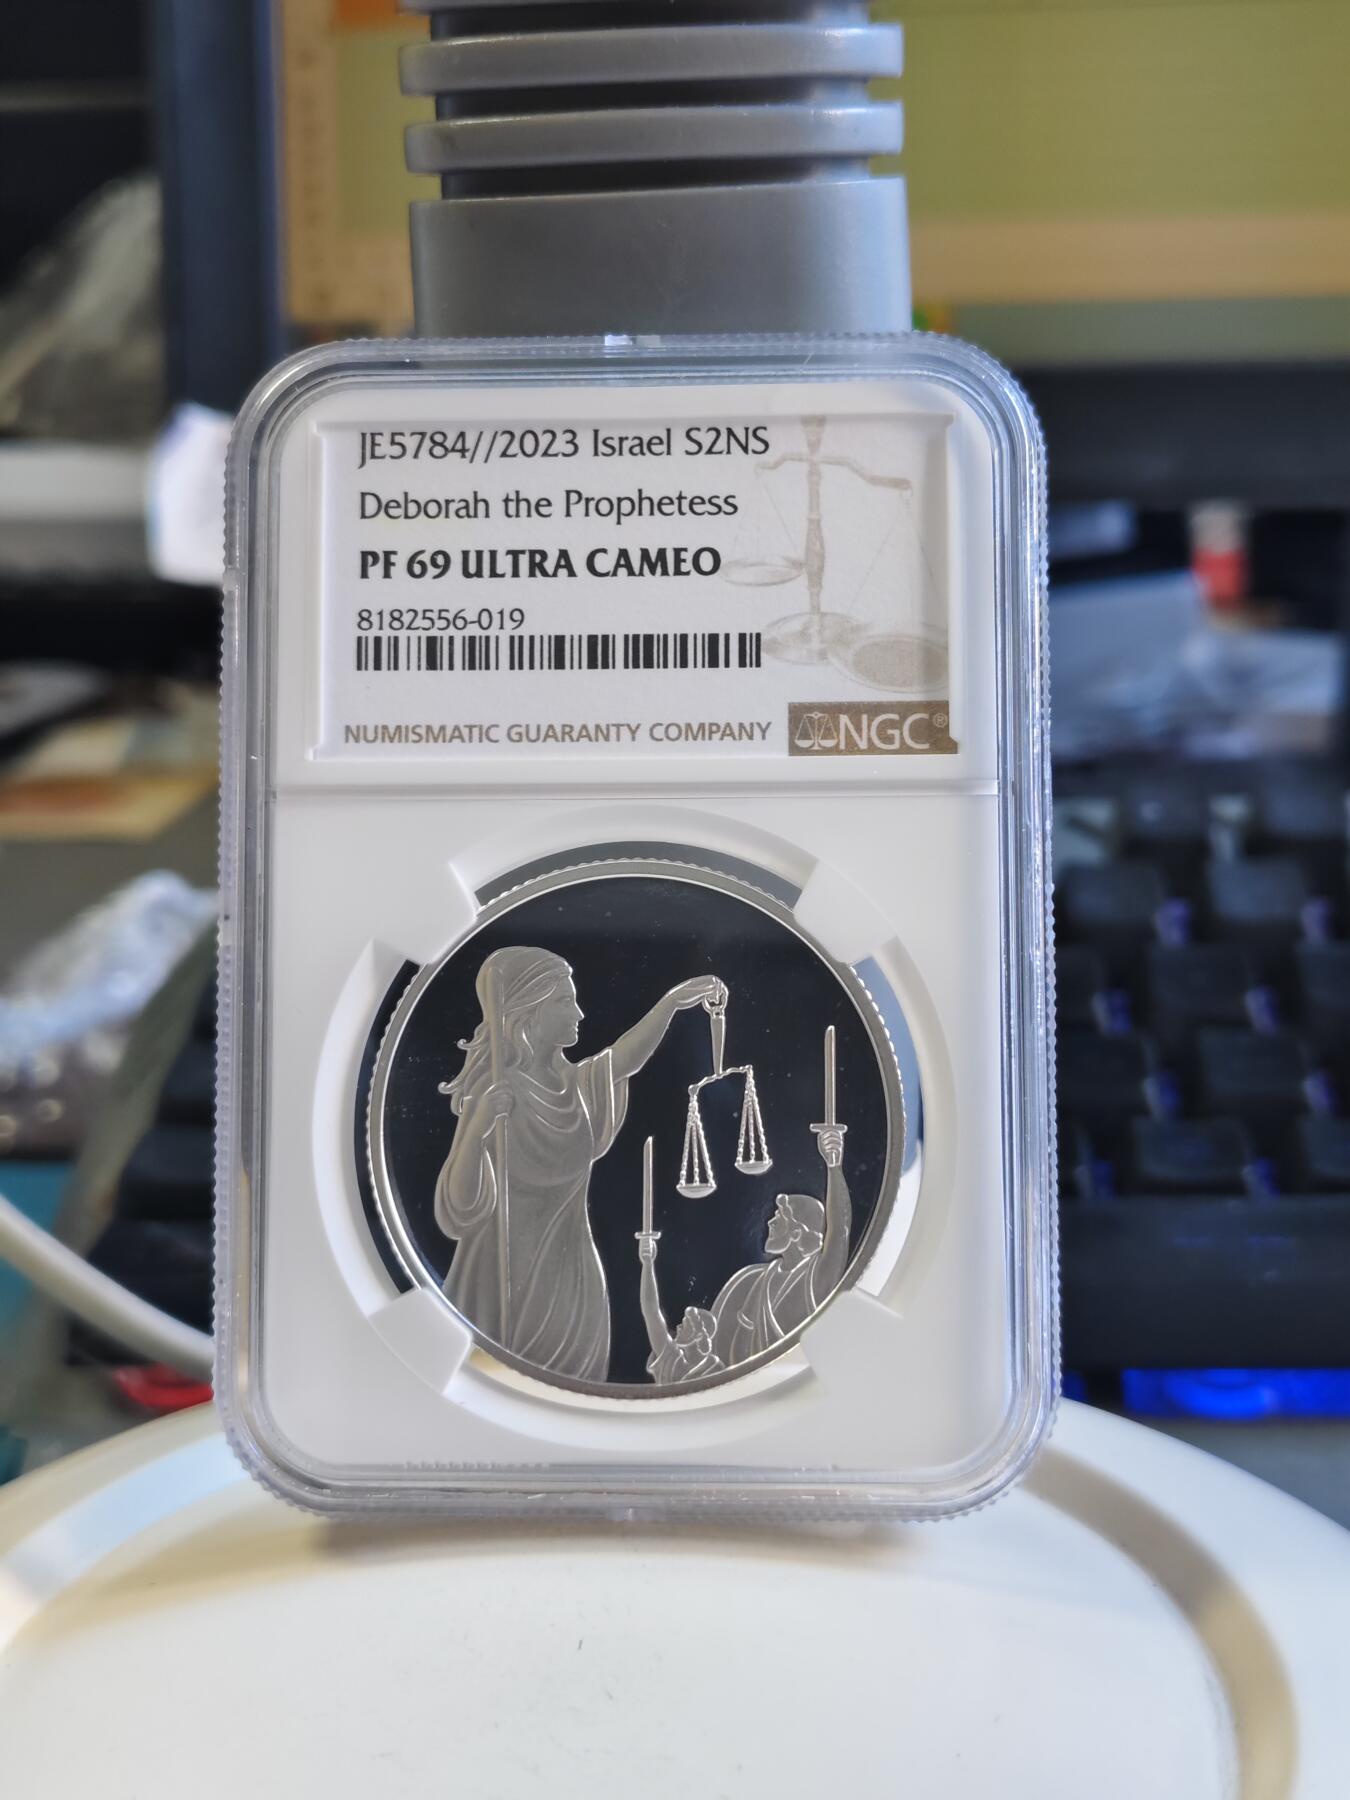 JE5784//2023 Israel S2NS
Deborah the Prophetess
PF 69 ULTRA CAMEO
8182556-019
NUMISMATIC GUARANTY COMPANY NGC®